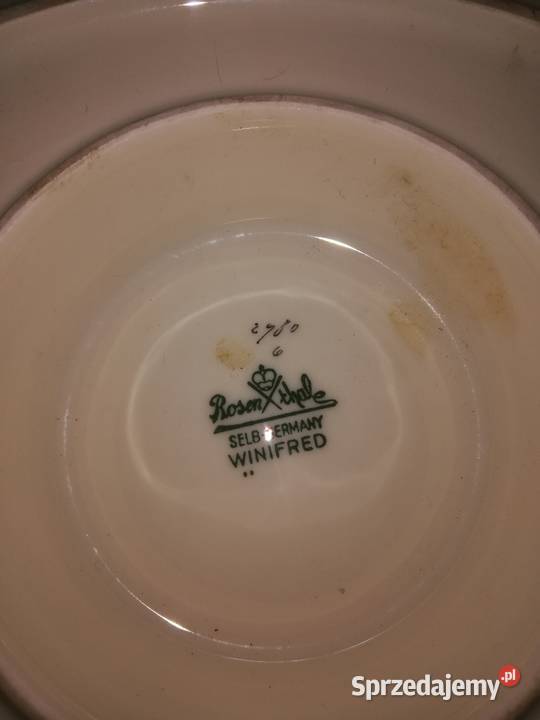 2780
6
Rosenthal
SELB-GERMANY
WINIFRED
Sprzedajemy.pl